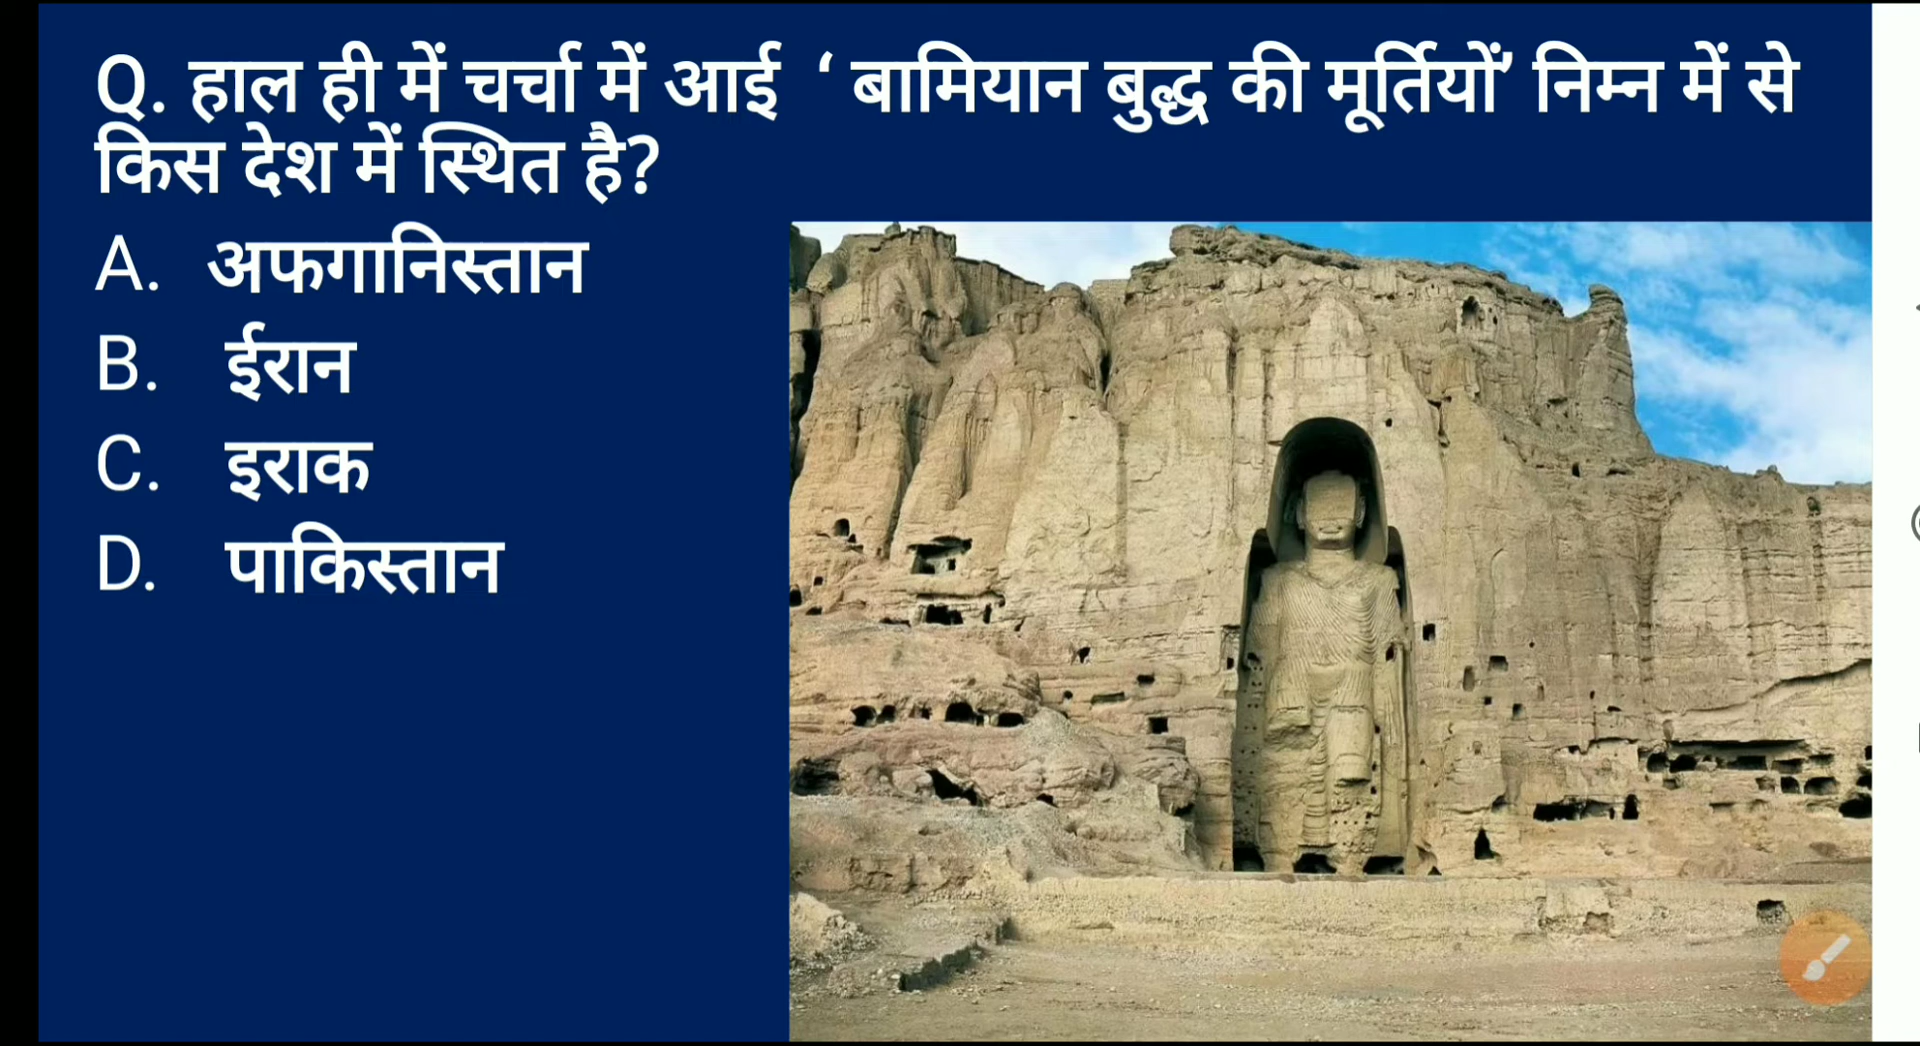 Q. हाल ही में चर्चा में आई ‘ बामियान बुद्ध की मूर्तियों’ निम्न में से
किस देश में स्थित है?
A. अफगानिस्तान
B. ईरान
C. इराक
D. पाकिस्तान